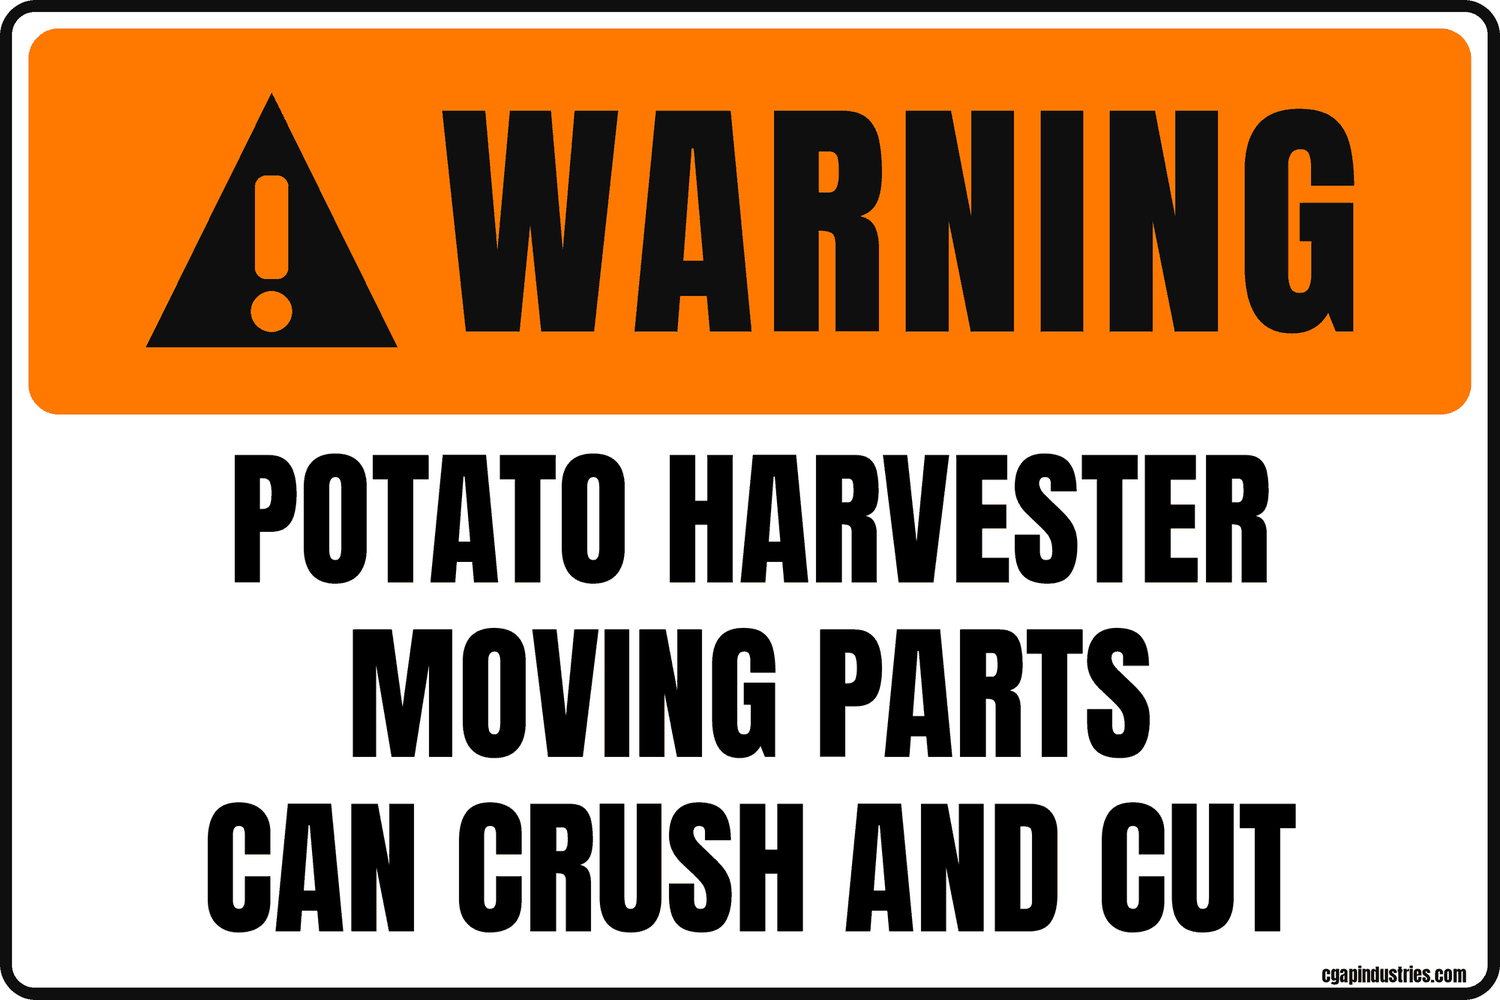 WARNING
POTATO HARVESTER
MOVING PARTS
CAN CRUSH AND CUT
cgapindustries.com